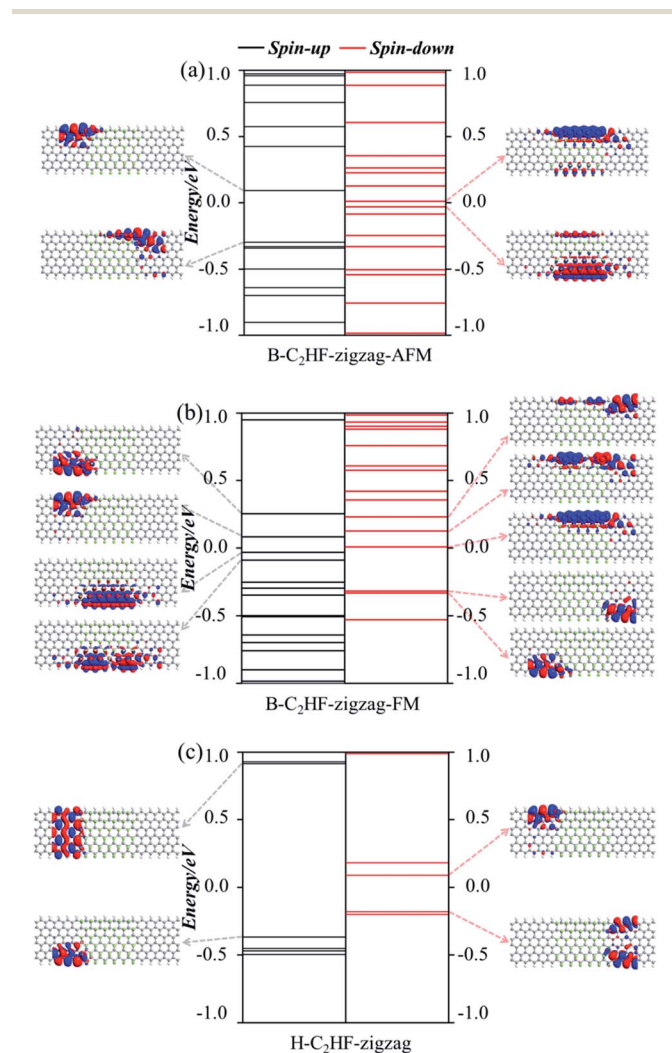 Spin-up Spin-down
(a)
1.0 1.0
0.5 0.5
0.0 0.0
-0.5 -0.5
-1.0 -1.0
Energy/eV
B-C₂HF-zigzag-AFM
(b)
1.0 1.0
0.5 0.5
0.0 0.0
-0.5 -0.5
-1.0 -1.0
Energy/eV
B-C₂HF-zigzag-FM
(c)
1.0 1.0
0.5 0.5
0.0 0.0
-0.5 -0.5
-1.0 -1.0
Energy/eV
H-C₂HF-zigzag